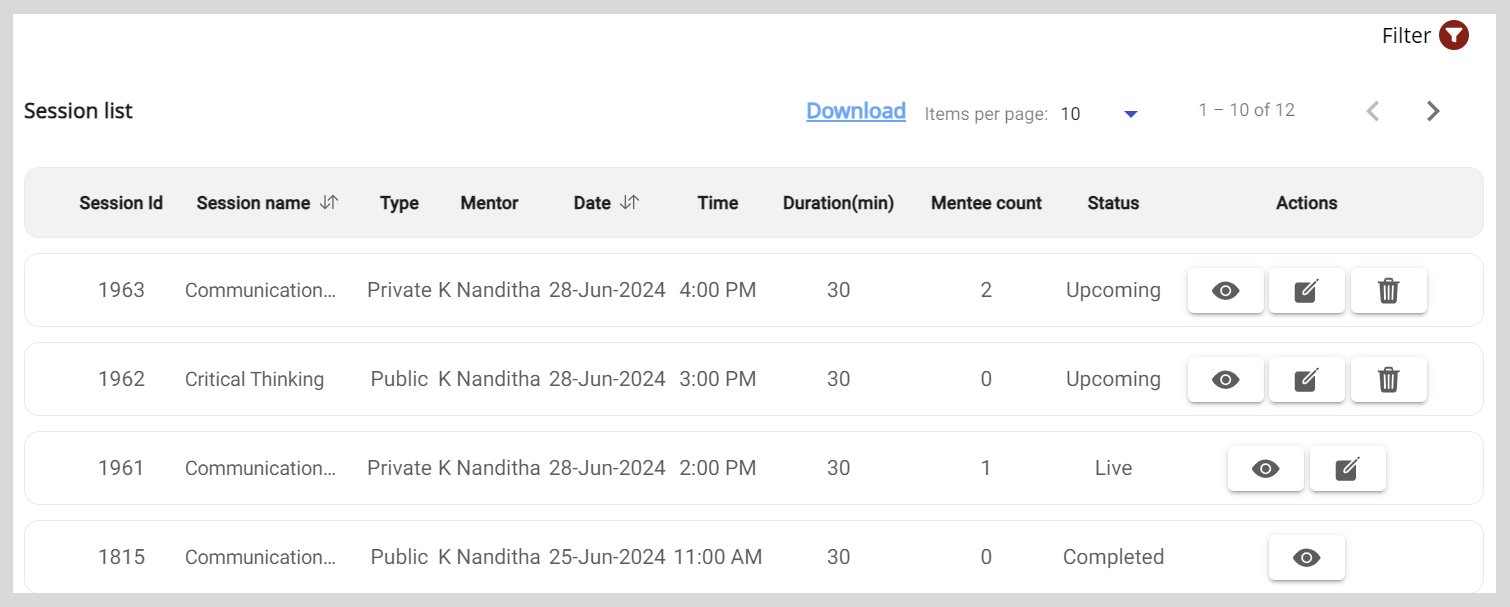 Filter
Session list Download Items per page: 10 1 – 10 of 12
Session Id Session name Type Mentor Date Time Duration(min) Mentee count Status Actions
1963 Communication... Private K Nanditha 28-Jun-2024 4:00 PM 30 2 Upcoming
1962 Critical Thinking Public K Nanditha 28-Jun-2024 3:00 PM 30 0 Upcoming
1961 Communication... Private K Nanditha 28-Jun-2024 2:00 PM 30 1 Live
1815 Communication... Public K Nanditha 25-Jun-2024 11:00 AM 30 0 Completed